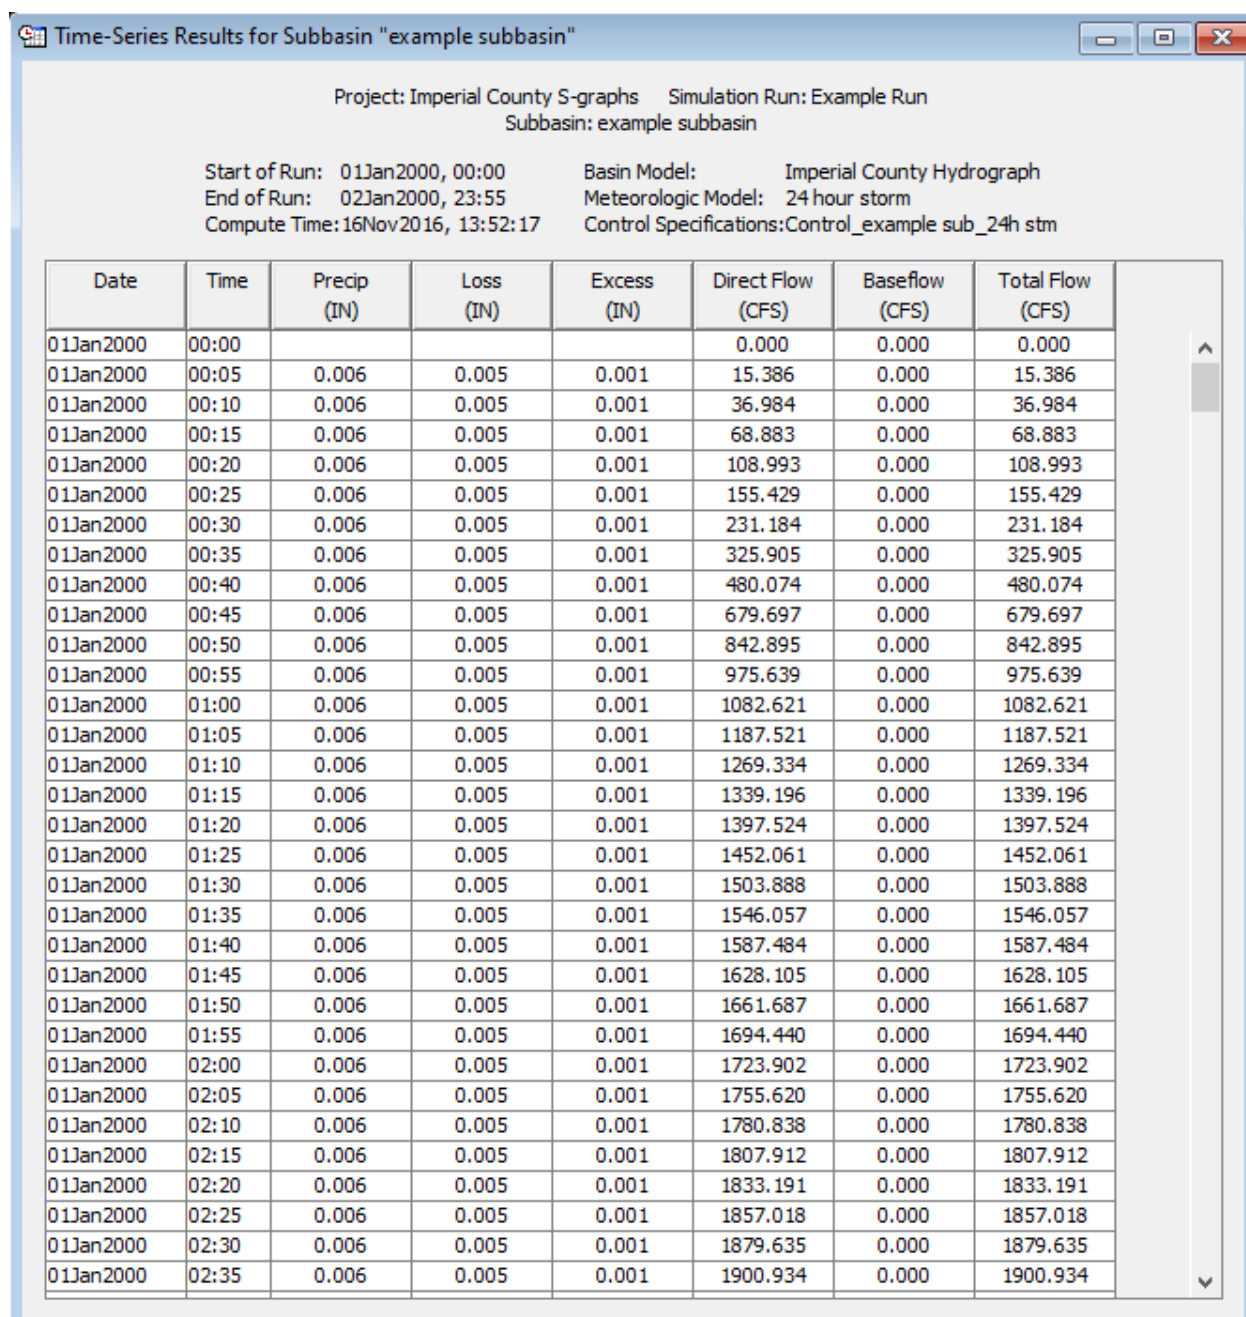 Time-Series Results for Subbasin "example subbasin"
Project: Imperial County S-graphs Simulation Run: Example Run
Subbasin: example subbasin
Start of Run: 01Jan2000, 00:00 Basin Model: Imperial County Hydrograph
End of Run: 02Jan2000, 23:55 Meteorologic Model: 24 hour storm
Compute Time: 16Nov2016, 13:52:17 Control Specifications: Control_example sub_24h stm
Date Time Precip Loss Excess Direct Flow Baseflow Total Flow
(IN) (IN) (IN) (CFS) (CFS) (CFS)
01Jan2000 00:00 0.000 0.000 0.000
01Jan2000 00:05 0.006 0.005 0.001 15.386 0.000 15.386
01Jan2000 00:10 0.006 0.005 0.001 36.984 0.000 36.984
01Jan2000 00:15 0.006 0.005 0.001 68.883 0.000 68.883
01Jan2000 00:20 0.006 0.005 0.001 108.993 0.000 108.993
01Jan2000 00:25 0.006 0.005 0.001 155.429 0.000 155.429
01Jan2000 00:30 0.006 0.005 0.001 231.184 0.000 231.184
01Jan2000 00:35 0.006 0.005 0.001 325.905 0.000 325.905
01Jan2000 00:40 0.006 0.005 0.001 480.074 0.000 480.074
01Jan2000 00:45 0.006 0.005 0.001 679.697 0.000 679.697
01Jan2000 00:50 0.006 0.005 0.001 842.895 0.000 842.895
01Jan2000 00:55 0.006 0.005 0.001 975.639 0.000 975.639
01Jan2000 01:00 0.006 0.005 0.001 1082.621 0.000 1082.621
01Jan2000 01:05 0.006 0.005 0.001 1187.521 0.000 1187.521
01Jan2000 01:10 0.006 0.005 0.001 1269.334 0.000 1269.334
01Jan2000 01:15 0.006 0.005 0.001 1339.196 0.000 1339.196
01Jan2000 01:20 0.006 0.005 0.001 1397.524 0.000 1397.524
01Jan2000 01:25 0.006 0.005 0.001 1452.061 0.000 1452.061
01Jan2000 01:30 0.006 0.005 0.001 1503.888 0.000 1503.888
01Jan2000 01:35 0.006 0.005 0.001 1546.057 0.000 1546.057
01Jan2000 01:40 0.006 0.005 0.001 1587.484 0.000 1587.484
01Jan2000 01:45 0.006 0.005 0.001 1628.105 0.000 1628.105
01Jan2000 01:50 0.006 0.005 0.001 1661.687 0.000 1661.687
01Jan2000 01:55 0.006 0.005 0.001 1694.440 0.000 1694.440
01Jan2000 02:00 0.006 0.005 0.001 1723.902 0.000 1723.902
01Jan2000 02:05 0.006 0.005 0.001 1755.620 0.000 1755.620
01Jan2000 02:10 0.006 0.005 0.001 1780.838 0.000 1780.838
01Jan2000 02:15 0.006 0.005 0.001 1807.912 0.000 1807.912
01Jan2000 02:20 0.006 0.005 0.001 1833.191 0.000 1833.191
01Jan2000 02:25 0.006 0.005 0.001 1857.018 0.000 1857.018
01Jan2000 02:30 0.006 0.005 0.001 1879.635 0.000 1879.635
01Jan2000 02:35 0.006 0.005 0.001 1900.934 0.000 1900.934